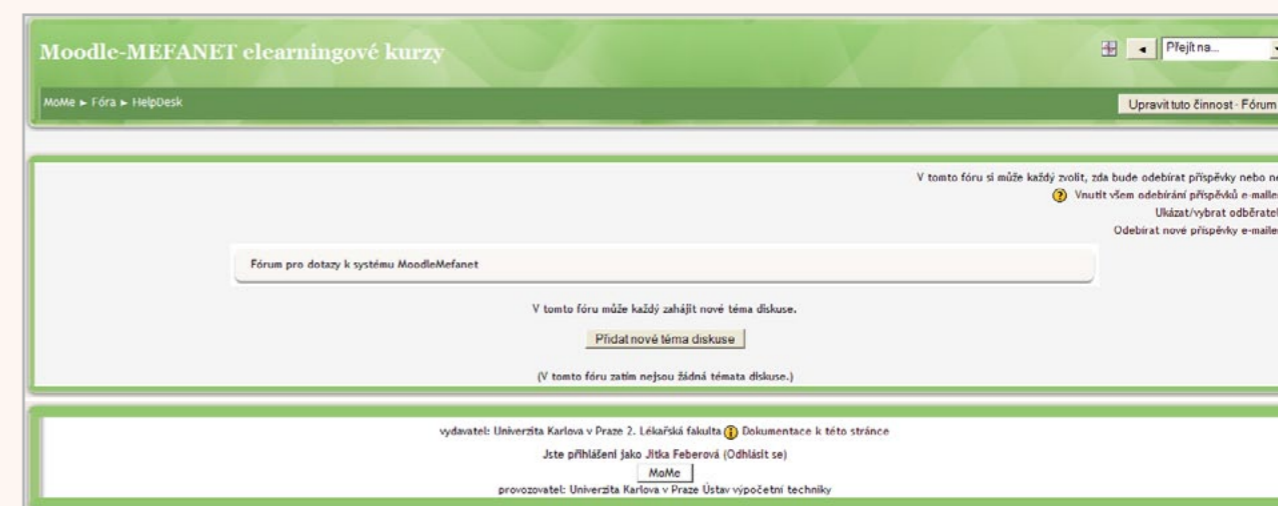 Moodle-MEFANET elearningové kurzy
Přejít na...
MoMe ► Fóra ► HelpDesk
Upravit tuto činnost - Fórum
V tomto fóru si může každý zvolit, zda bude odebírat příspěvky nebo ne
Vnutit všem odebírání příspěvků e-maile
Ukázat/vybrat odběratel
Odebírat nové příspěvky e-maile
Fórum pro dotazy k systému MoodleMefanet
V tomto fóru může každý zahájit nové téma diskuse.
Přidat nové téma diskuse
(V tomto fóru zatím nejsou žádná témata diskuse.)
vydavatel: Univerzita Karlova v Praze 2. Lékařská fakulta Dokumentace k této stránce
Jste přihlášeni jako Jitka Feberová (Odhlásit se)
MoMe
provozovatel: Univerzita Karlova v Praze Ústav výpočetní techniky